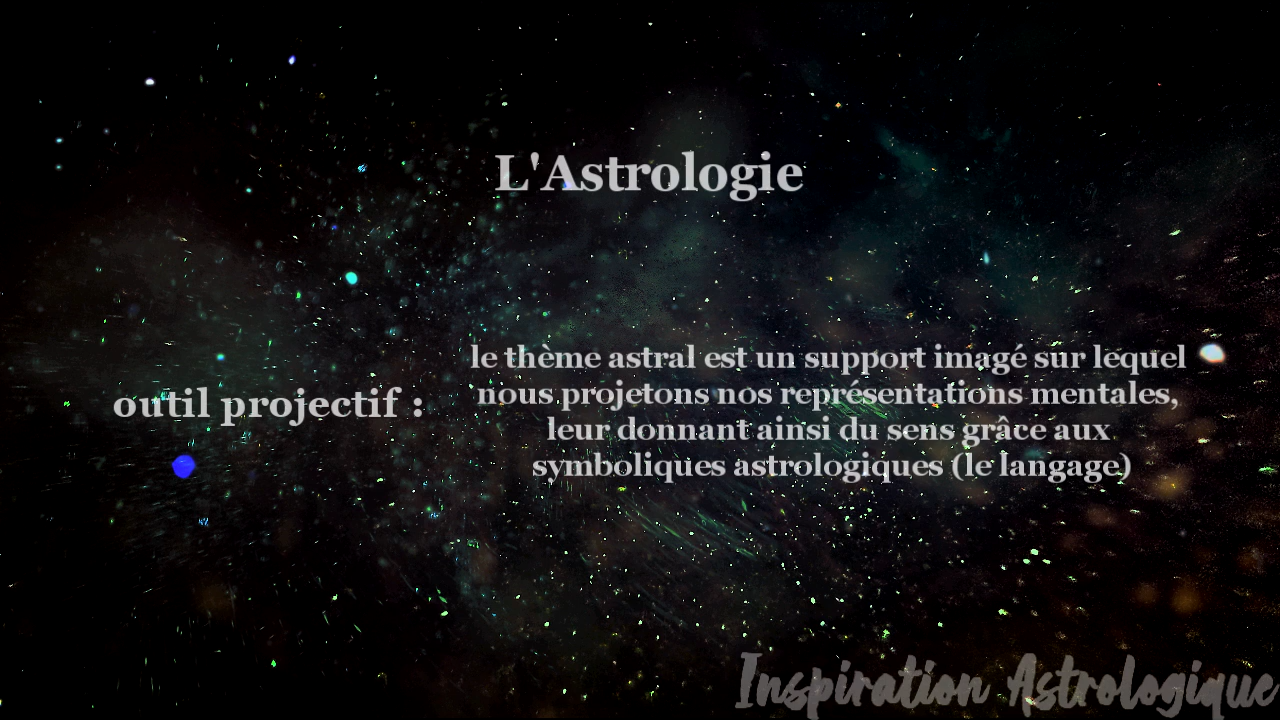 L'Astrologie
outil projectif :
le thème astral est un support imagé sur lequel
nous projetons nos représentations mentales,
leur donnant ainsi du sens grâce aux
symboliques astrologiques (le langage)
Inspiration Astrologique